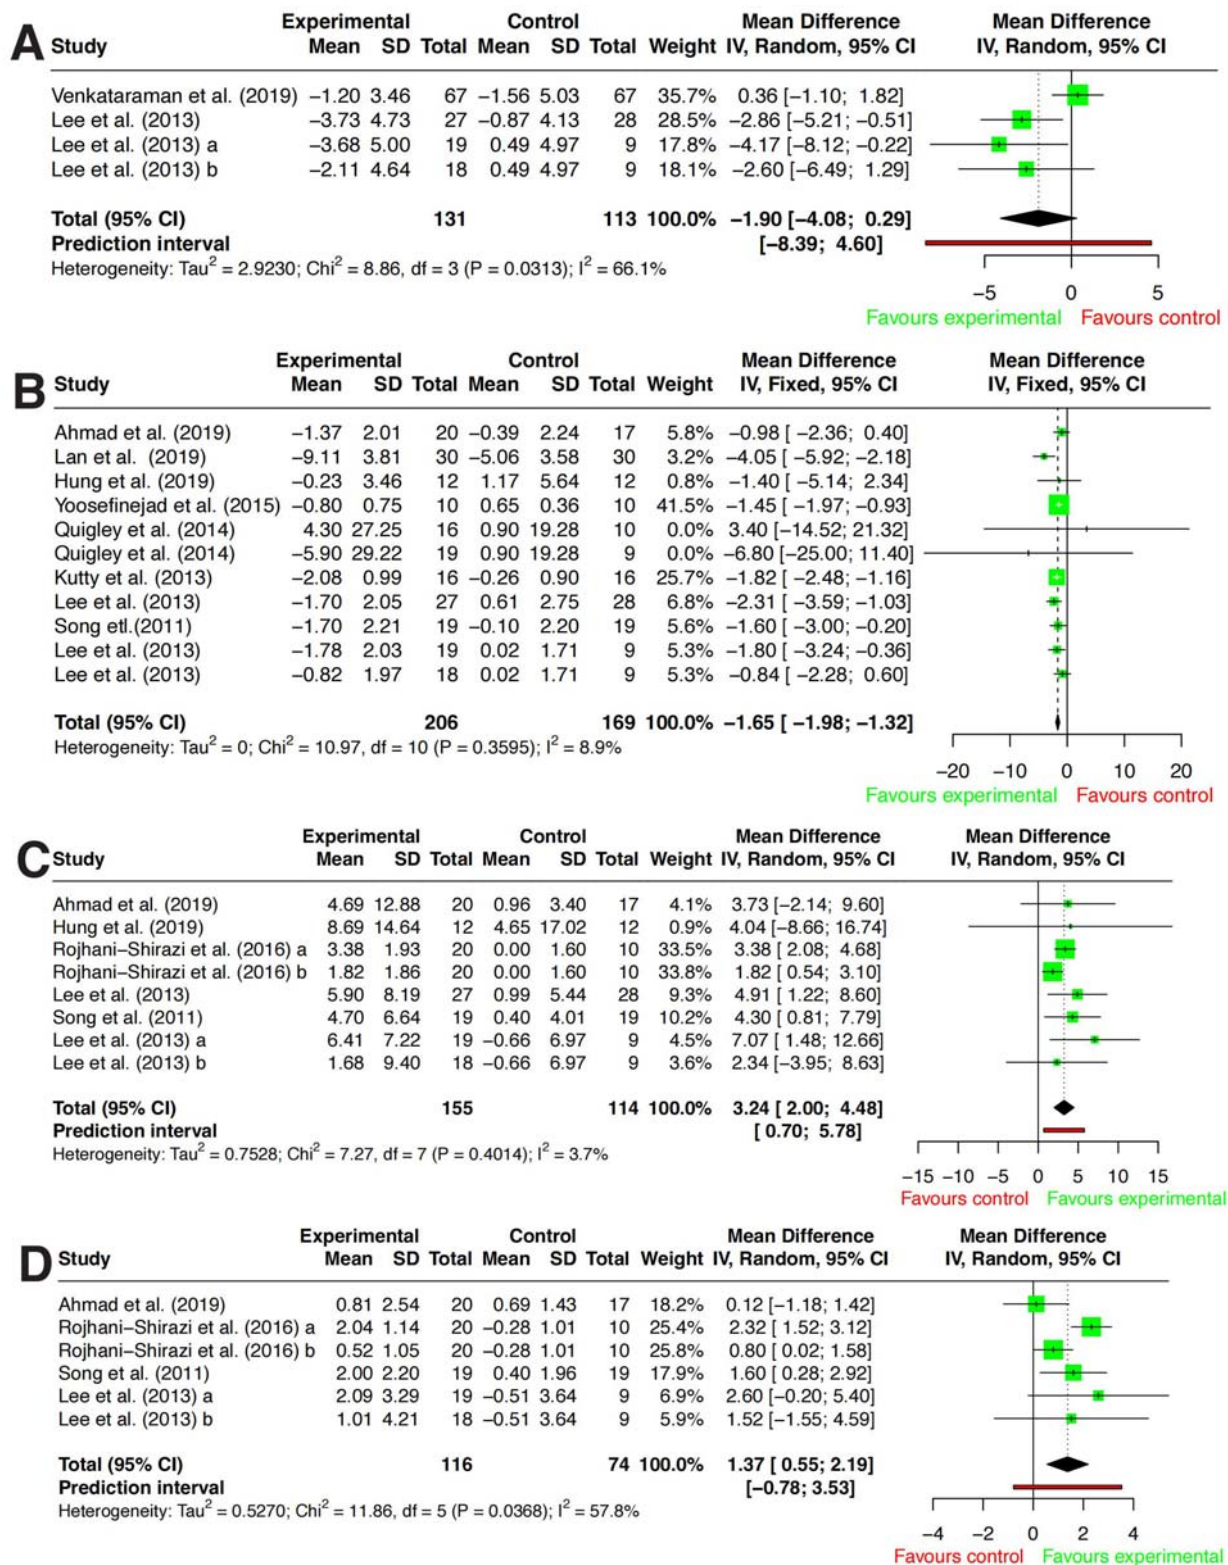 A
Experimental Control Mean Difference Mean Difference
Study Mean SD Total Mean SD Total Weight IV, Random, 95% CI IV, Random, 95% CI
Venkataraman et al. (2019) −1.20 3.46 67 −1.56 5.03 67 35.7% 0.36 [−1.10; 1.82]
Lee et al. (2013) −3.73 4.73 27 −0.87 4.13 28 28.5% −2.86 [−5.21; −0.51]
Lee et al. (2013) a −3.68 5.00 19 0.49 4.97 9 17.8% −4.17 [−8.12; −0.22]
Lee et al. (2013) b −2.11 4.64 18 0.49 4.97 9 18.1% −2.60 [−6.49; 1.29]
Total (95% CI) 131 113 100.0% −1.90 [−4.08; 0.29]
Prediction interval [−8.39; 4.60]
Heterogeneity: Tau² = 2.9230; Chi² = 8.86, df = 3 (P = 0.0313); I² = 66.1%
−5 0 5
Favours experimental Favours control
B
Experimental Control Mean Difference Mean Difference
Study Mean SD Total Mean SD Total Weight IV, Fixed, 95% CI IV, Fixed, 95% CI
Ahmad et al. (2019) −1.37 2.01 20 −0.39 2.24 17 5.8% −0.98 [ −2.36; 0.40]
Lan et al. (2019) −9.11 3.81 30 −5.06 3.58 30 3.2% −4.05 [ −5.92; −2.18]
Hung et al. (2019) −0.23 3.46 12 1.17 5.64 12 0.8% −1.40 [ −5.14; 2.34]
Yoosefinejad et al. (2015) −0.80 0.75 10 0.65 0.36 10 41.5% −1.45 [ −1.97; −0.93]
Quigley et al. (2014) 4.30 27.25 16 0.90 19.28 10 0.0% 3.40 [−14.52; 21.32]
Quigley et al. (2014) −5.90 29.22 19 0.90 19.28 9 0.0% −6.80 [−25.00; 11.40]
Kutty et al. (2013) −2.08 0.99 16 −0.26 0.90 16 25.7% −1.82 [ −2.48; −1.16]
Lee et al. (2013) −1.70 2.05 27 0.61 2.75 28 6.8% −2.31 [ −3.59; −1.03]
Song etl.(2011) −1.70 2.21 19 −0.10 2.20 19 5.6% −1.60 [ −3.00; −0.20]
Lee et al. (2013) −1.78 2.03 19 0.02 1.71 9 5.3% −1.80 [ −3.24; −0.36]
Lee et al. (2013) −0.82 1.97 18 0.02 1.71 9 5.3% −0.84 [ −2.28; 0.60]
Total (95% CI) 206 169 100.0% −1.65 [ −1.98; −1.32]
Heterogeneity: Tau² = 0; Chi² = 10.97, df = 10 (P = 0.3595); I² = 8.9%
−20 −10 0 10 20
Favours experimental Favours control
C
Experimental Control Mean Difference Mean Difference
Study Mean SD Total Mean SD Total Weight IV, Random, 95% CI IV, Random, 95% CI
Ahmad et al. (2019) 4.69 12.88 20 0.96 3.40 17 4.1% 3.73 [−2.14; 9.60]
Hung et al. (2019) 8.69 14.64 12 4.65 17.02 12 0.9% 4.04 [−8.66; 16.74]
Rojhani−Shirazi et al. (2016) a 3.38 1.93 20 0.00 1.60 10 33.5% 3.38 [ 2.08; 4.68]
Rojhani−Shirazi et al. (2016) b 1.82 1.86 20 0.00 1.60 10 33.8% 1.82 [ 0.54; 3.10]
Lee et al. (2013) 5.90 8.19 27 0.99 5.44 28 9.3% 4.91 [ 1.22; 8.60]
Song et al. (2011) 4.70 6.64 19 0.40 4.01 19 10.2% 4.30 [ 0.81; 7.79]
Lee et al. (2013) a 6.41 7.22 19 −0.66 6.97 9 4.5% 7.07 [ 1.48; 12.66]
Lee et al. (2013) b 1.68 9.40 18 −0.66 6.97 9 3.6% 2.34 [−3.95; 8.63]
Total (95% CI) 155 114 100.0% 3.24 [ 2.00; 4.48]
Prediction interval [ 0.70; 5.78]
Heterogeneity: Tau² = 0.7528; Chi² = 7.27, df = 7 (P = 0.4014); I² = 3.7%
−15 −10 −5 0 5 10 15
Favours control Favours experimental
D
Experimental Control Mean Difference Mean Difference
Study Mean SD Total Mean SD Total Weight IV, Random, 95% CI IV, Random, 95% CI
Ahmad et al. (2019) 0.81 2.54 20 0.69 1.43 17 18.2% 0.12 [−1.18; 1.42]
Rojhani−Shirazi et al. (2016) a 2.04 1.14 20 −0.28 1.01 10 25.4% 2.32 [ 1.52; 3.12]
Rojhani−Shirazi et al. (2016) b 0.52 1.05 20 −0.28 1.01 10 25.8% 0.80 [ 0.02; 1.58]
Song et al. (2011) 2.00 2.20 19 0.40 1.96 19 17.9% 1.60 [ 0.28; 2.92]
Lee et al. (2013) a 2.09 3.29 19 −0.51 3.64 9 6.9% 2.60 [−0.20; 5.40]
Lee et al. (2013) b 1.01 4.21 18 −0.51 3.64 9 5.9% 1.52 [−1.55; 4.59]
Total (95% CI) 116 74 100.0% 1.37 [ 0.55; 2.19]
Prediction interval [−0.78; 3.53]
Heterogeneity: Tau² = 0.5270; Chi² = 11.86, df = 5 (P = 0.0368); I² = 57.8%
−4 −2 0 2 4
Favours control Favours experimental